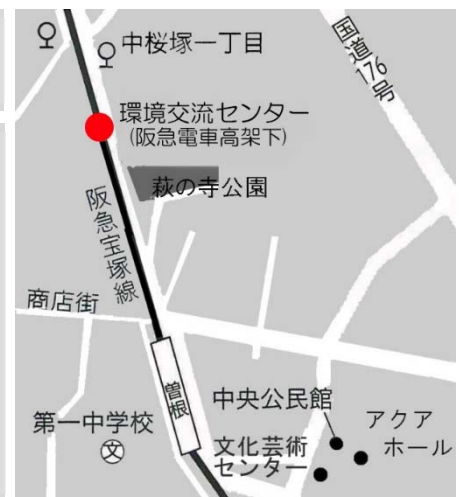 中桜塚一丁目
国道176号
環境交流センター
(阪急電車高架下)
萩の寺公園
阪急宝塚線
商店街
曽根
中央公民館
アクア
ホール
第一中学校
文
文化芸術
センター